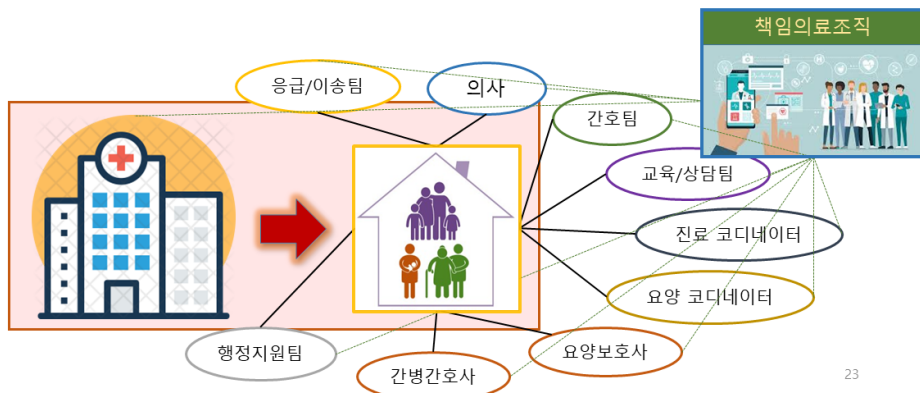 책임의료조직
응급/이송팀
의사
간호팀
교육/상담팀
진료 코디네이터
요양 코디네이터
행정지원팀
요양보호사
간병간호사
23